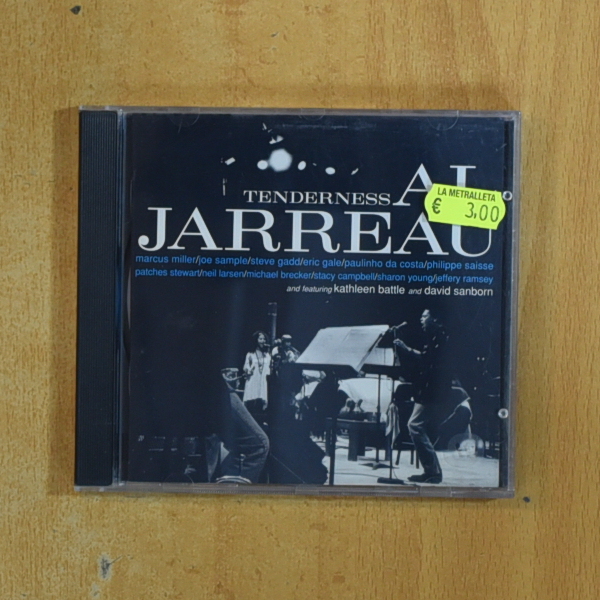 TENDERNESS AL
LA METRALLETA
€ 3,00
JARREAU
marcus miller/joe sample/steve gadd/eric gale/paulinho da costa/philippe saisse
patches stewart/neil larsen/michael brecker/stacy campbell/sharon young/jeffery ramsey
and featuring kathleen battle and david sanborn